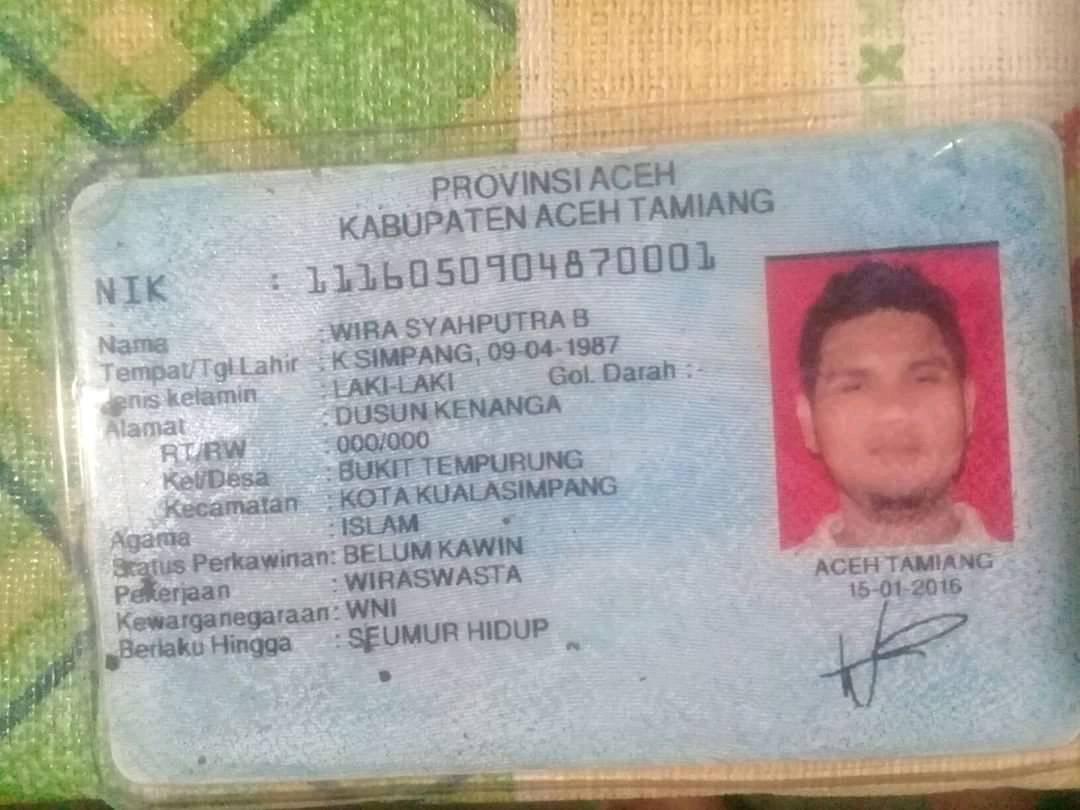 PROVINSI ACEH
KABUPATEN ACEH TAMIANG
NIK : 1116050904870001
Nama : WIRA SYAHPUTRA B
Tempat/Tgl Lahir : K SIMPANG, 09-04-1987
Jenis kelamin : LAKI-LAKI Gol. Darah : -
Alamat : DUSUN KENANGA
RT/RW : 000/000
Kel/Desa : BUKIT TEMPURUNG
Kecamatan : KOTA KUALASIMPANG
Agama : ISLAM
Status Perkawinan: BELUM KAWIN
Pekerjaan : WIRASWASTA
Kewarganegaraan: WNI
Berlaku Hingga : SEUMUR HIDUP
ACEH TAMIANG
15-01-2016